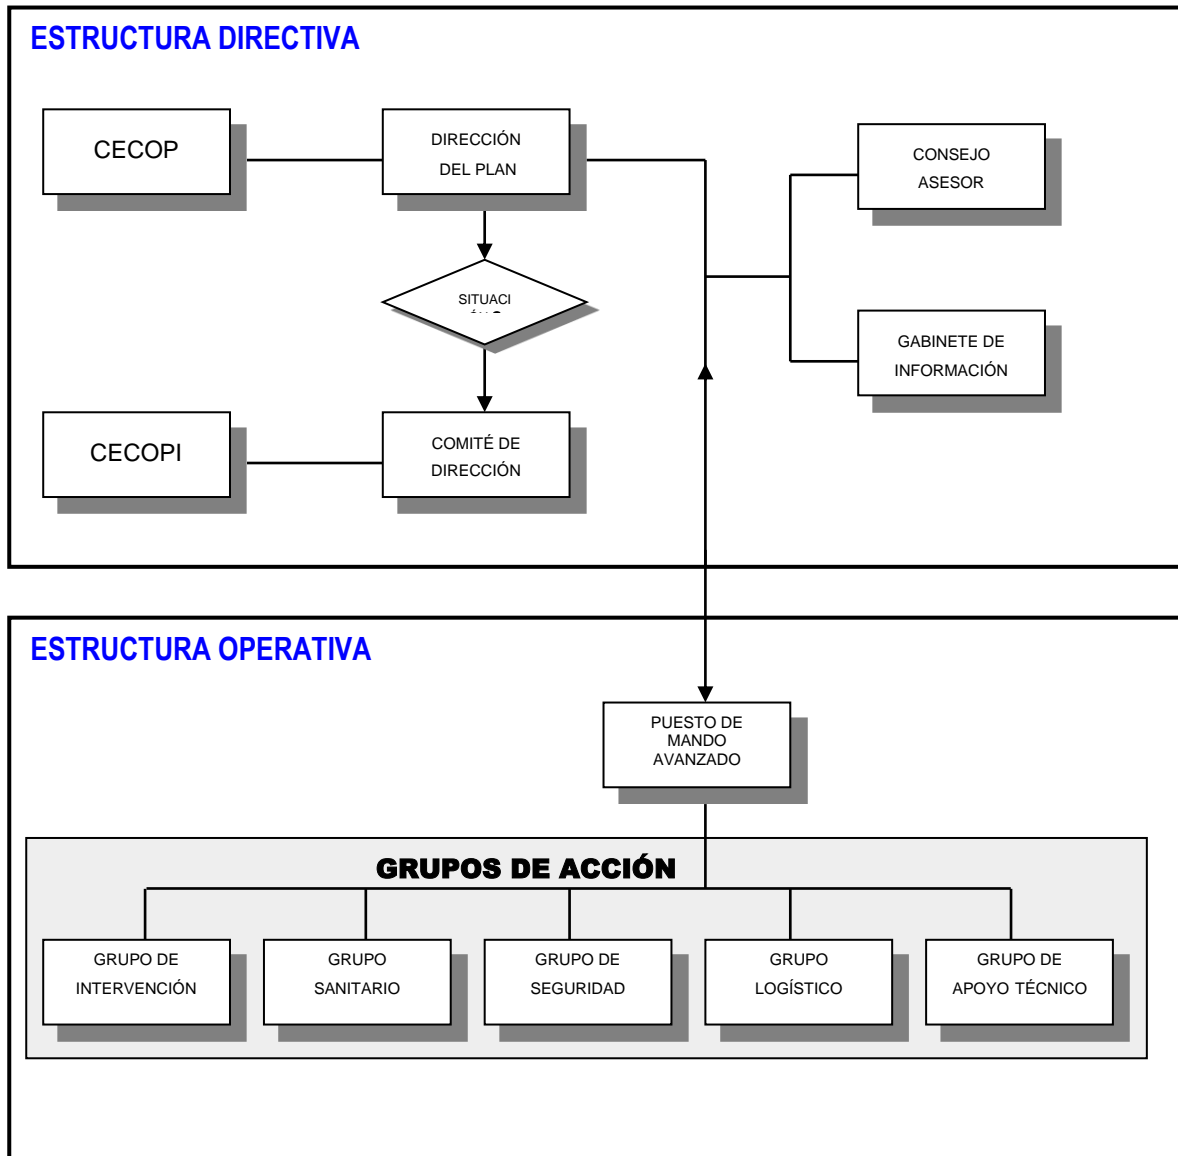 ESTRUCTURA DIRECTIVA
CECOP
DIRECCIÓN
DEL PLAN
CONSEJO
ASESOR
SITUACI
GABINETE DE
INFORMACIÓN
CECOPI
COMITÉ DE
DIRECCIÓN
ESTRUCTURA OPERATIVA
PUESTO DE
MANDO
AVANZADO
GRUPOS DE ACCIÓN
GRUPO DE
INTERVENCIÓN
GRUPO
SANITARIO
GRUPO DE
SEGURIDAD
GRUPO
LOGÍSTICO
GRUPO DE
APOYO TÉCNICO